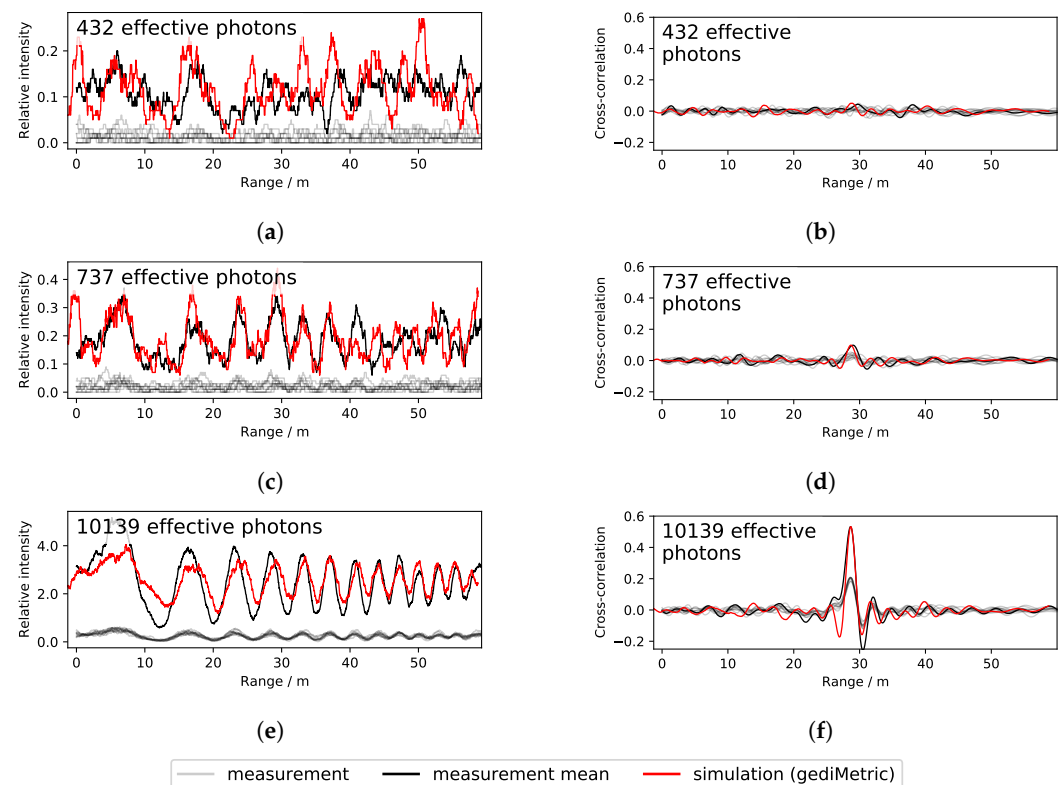 432 effective photons
Relative intensity
0.2
0.1
0.0
0 10 20 30 40 50
Range / m
(a)
432 effective
photons
Cross-correlation
0.6
0.4
0.2
0.0
−0.2
0 10 20 30 40 50
Range / m
(b)
737 effective photons
Relative intensity
0.4
0.3
0.2
0.1
0.0
0 10 20 30 40 50
Range / m
(c)
737 effective
photons
Cross-correlation
0.6
0.4
0.2
0.0
−0.2
0 10 20 30 40 50
Range / m
(d)
10139 effective photons
Relative intensity
4.0
2.0
0.0
0 10 20 30 40 50
Range / m
(e)
10139 effective
photons
Cross-correlation
0.6
0.4
0.2
0.0
−0.2
0 10 20 30 40 50
Range / m
(f)
measurement measurement mean simulation (gediMetric)